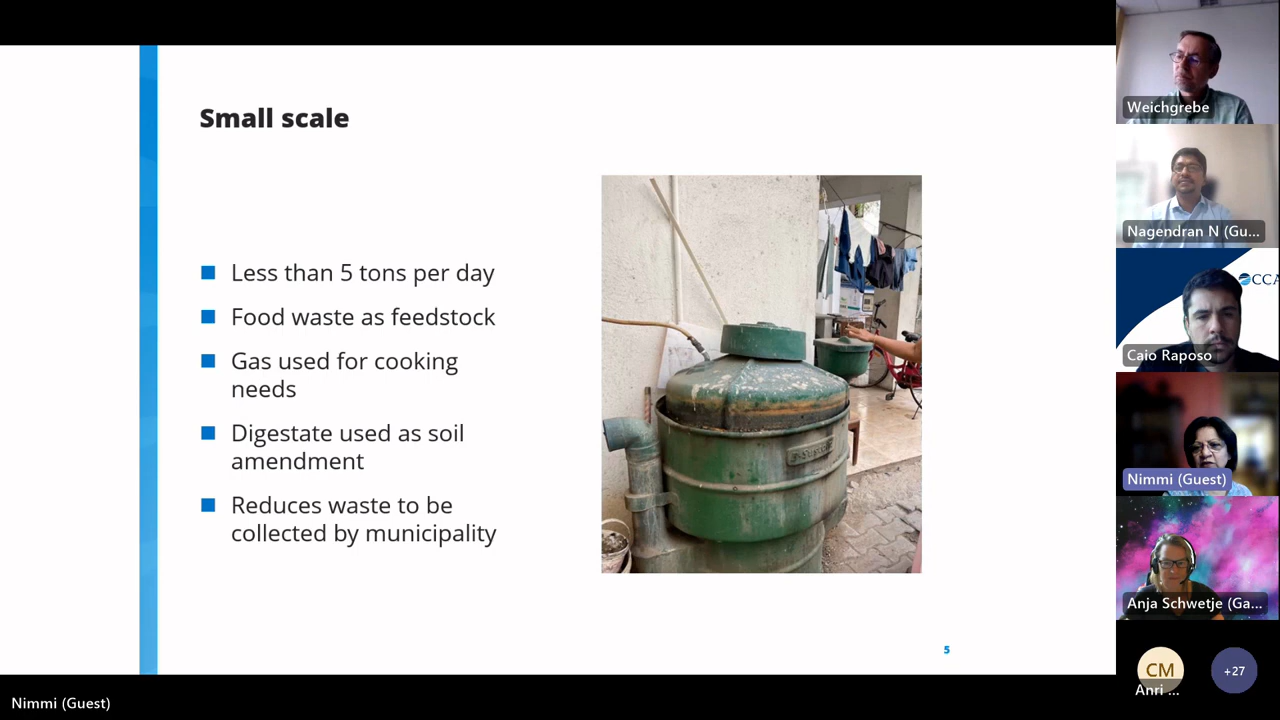 Small scale
Less than 5 tons per day
Food waste as feedstock
Gas used for cooking
needs
Digestate used as soil
amendment
Reduces waste to be
collected by municipality
5
Weichgrebe
Nagendran N (Gu...
CCA
Caio Raposo
Nimmi (Guest)
Anja Schwetje (Ga...
CM
Anri ...
+27
Nimmi (Guest)